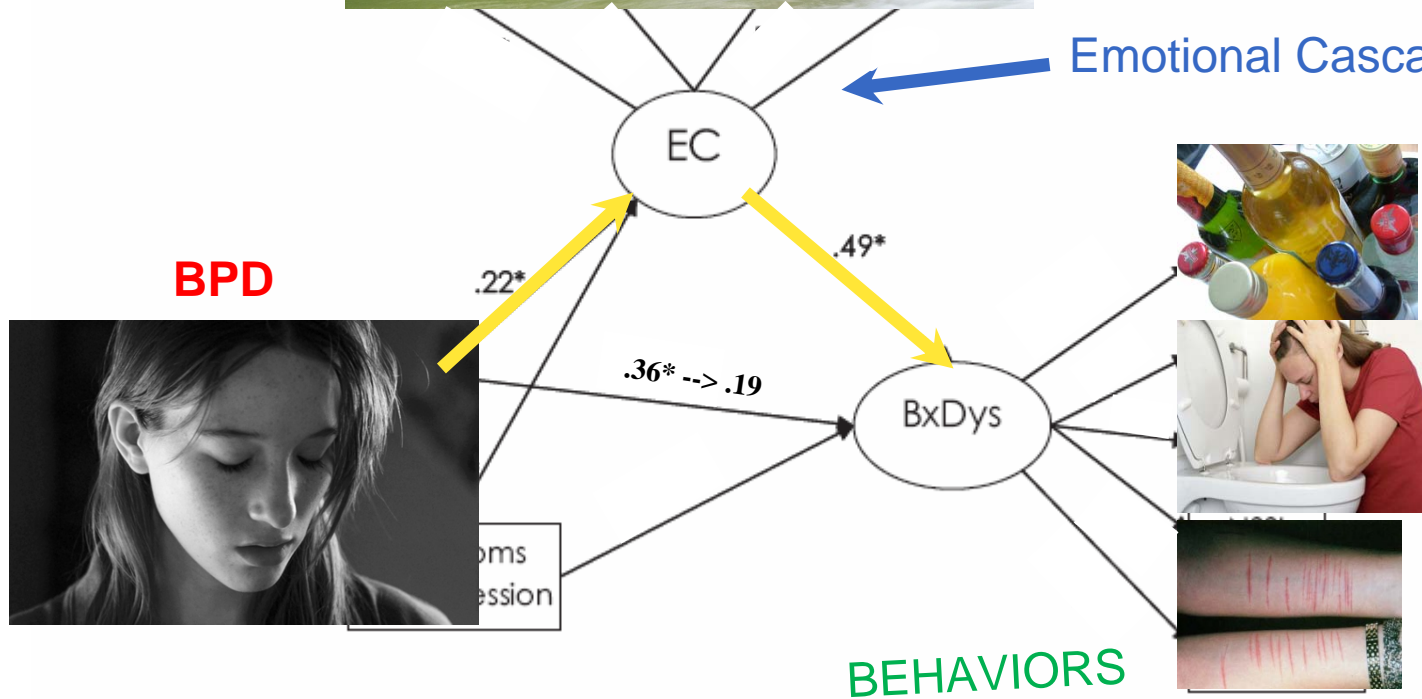 Emotional Casca
EC
.49*
BPD
.22*
.36* --> .19
BxDys
oms
ession
BEHAVIORS